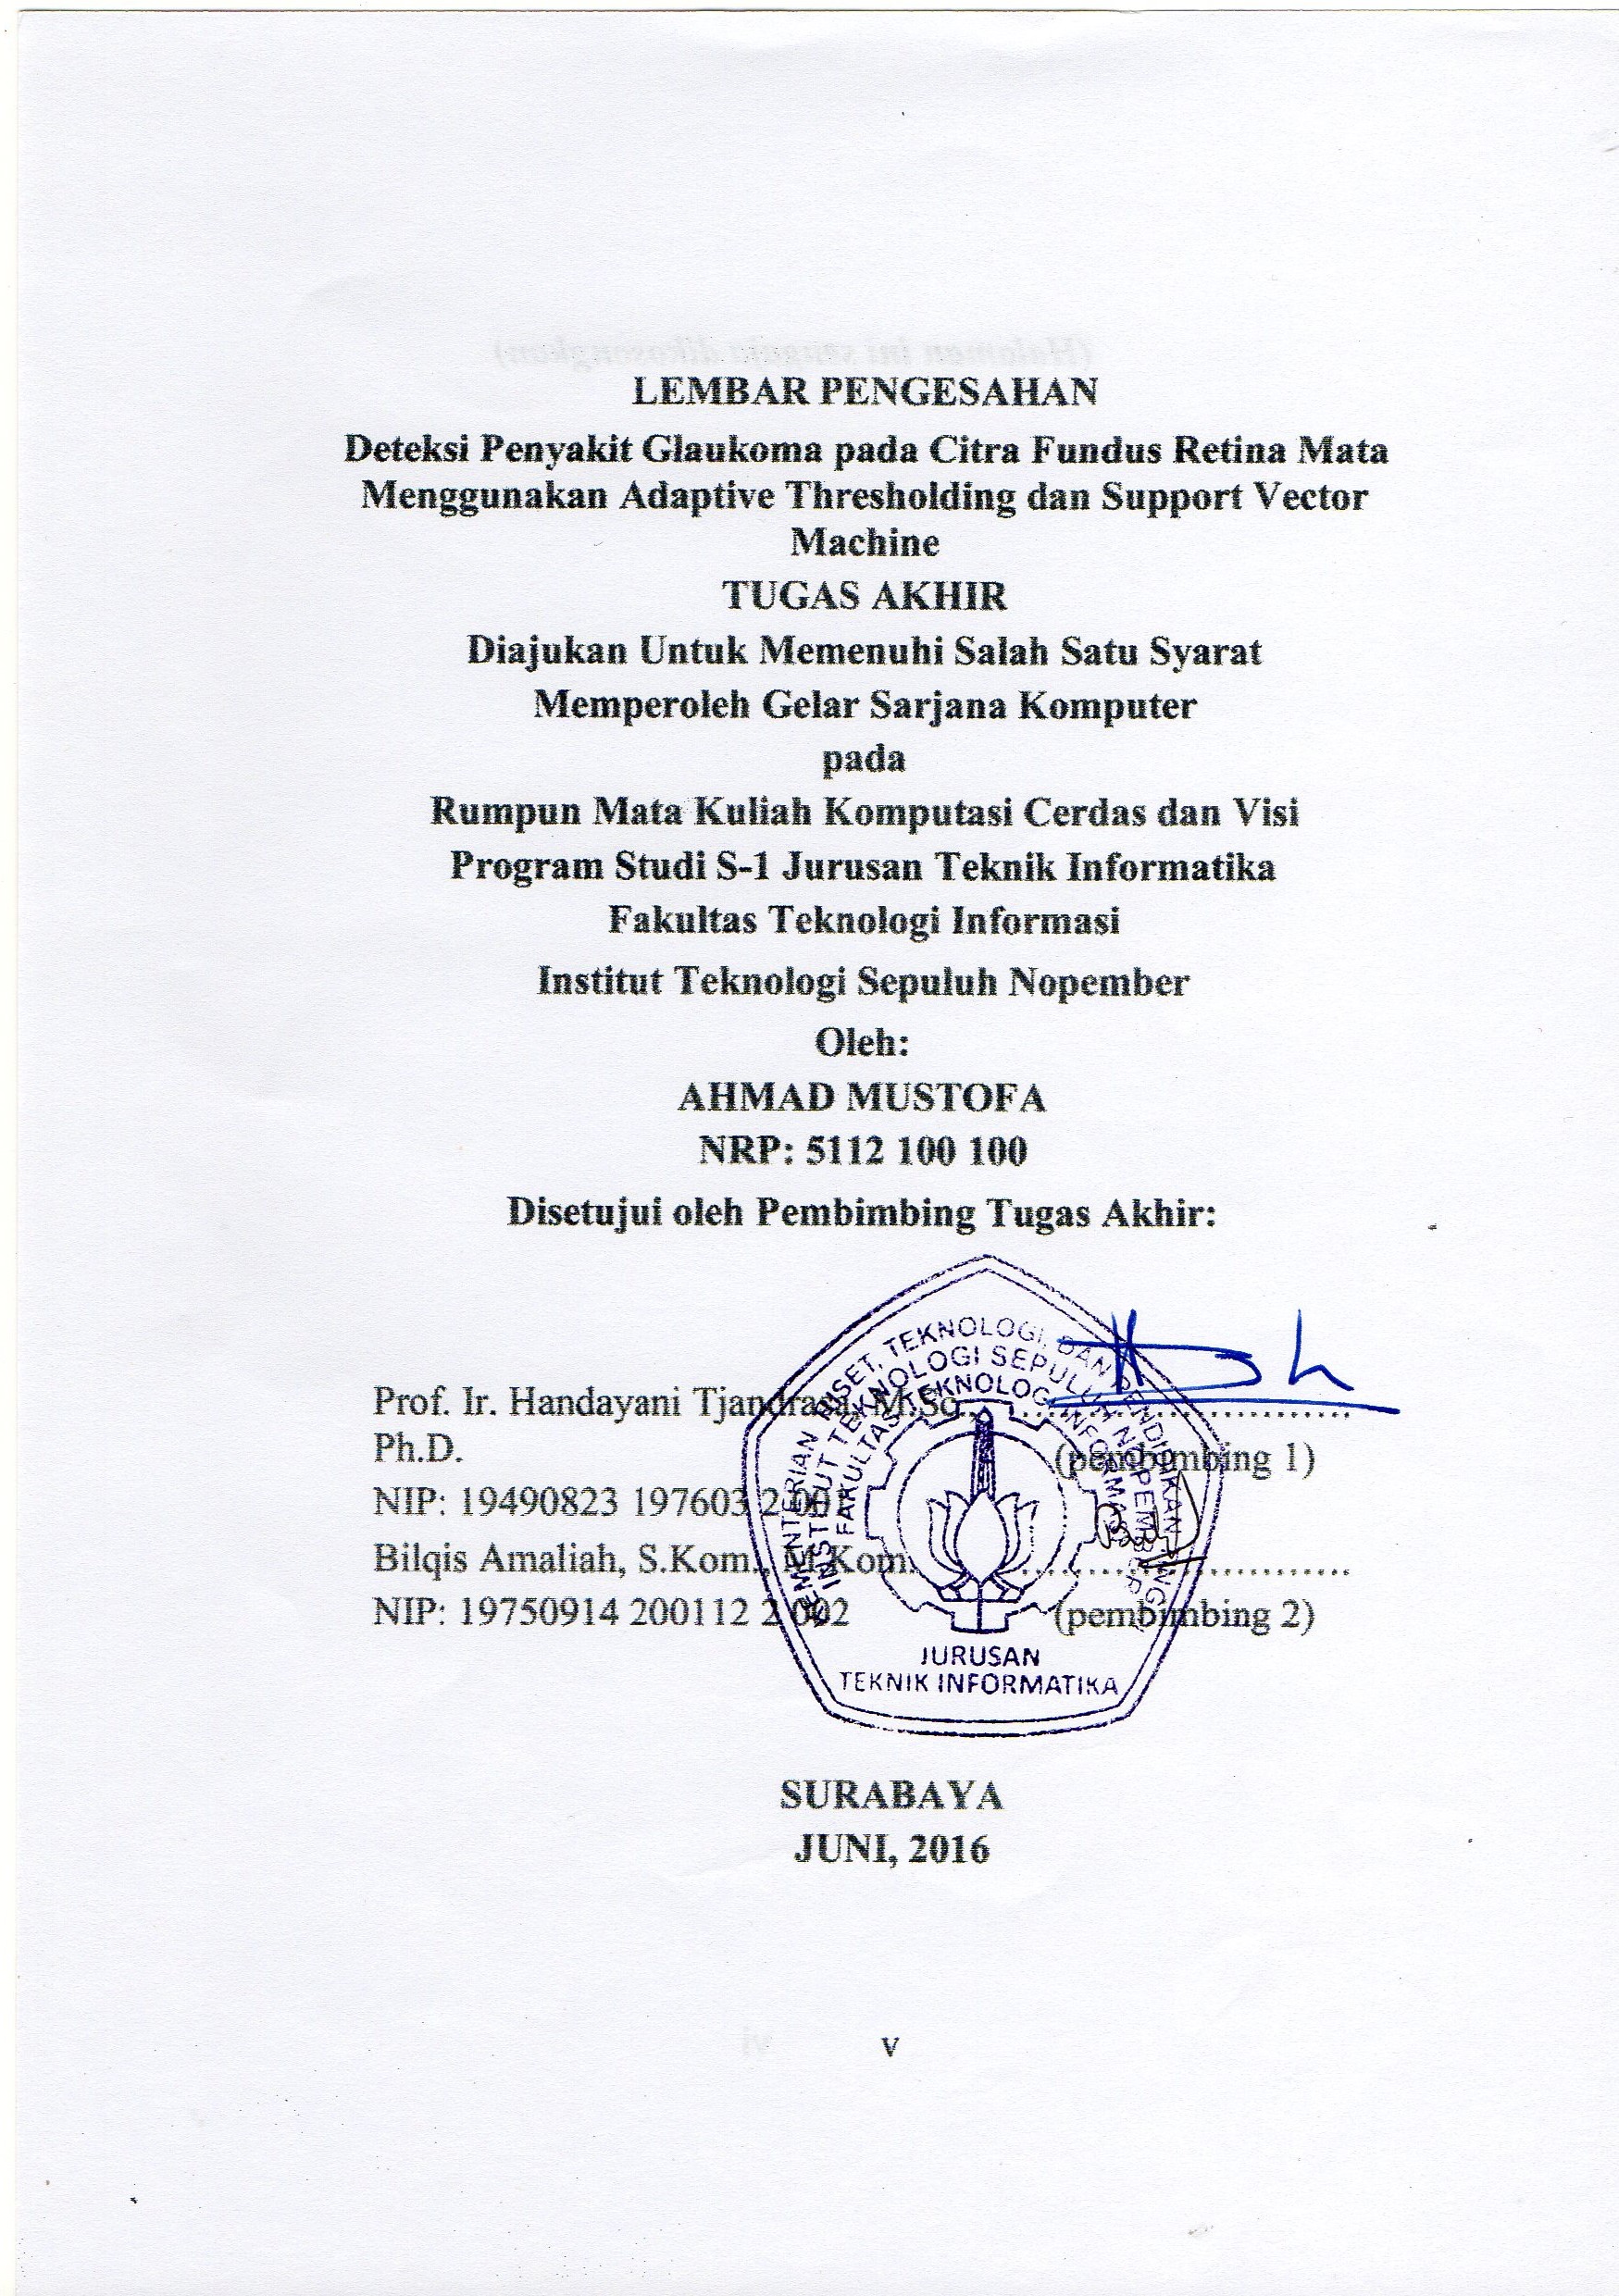 (Halaman ini sengaja dikosongkan)
LEMBAR PENGESAHAN
Deteksi Penyakit Glaukoma pada Citra Fundus Retina Mata
Menggunakan Adaptive Thresholding dan Support Vector
Machine
TUGAS AKHIR
Diajukan Untuk Memenuhi Salah Satu Syarat
Memperoleh Gelar Sarjana Komputer
pada
Rumpun Mata Kuliah Komputasi Cerdas dan Visi
Program Studi S-1 Jurusan Teknik Informatika
Fakultas Teknologi Informasi
Institut Teknologi Sepuluh Nopember
Oleh:
AHMAD MUSTOFA
NRP: 5112 100 100
Disetujui oleh Pembimbing Tugas Akhir:
Prof. Ir. Handayani Tjandrasa, M.Sc., ..........................
Ph.D.
(pembimbing 1)
NIP: 19490823 197603 2 001
Bilqis Amaliah, S.Kom., M.Kom. ..........................
NIP: 19750914 200112 2 002
(pembimbing 2)
RISET, TEKNOLOGI, DAN PENDIDIKAN TINGGI
INSTITUT TEKNOLOGI SEPULUH NOPEMBER
FAKULTAS TEKNOLOGI INFORMASI
JURUSAN
TEKNIK INFORMATIKA
SURABAYA
JUNI, 2016
vi
v